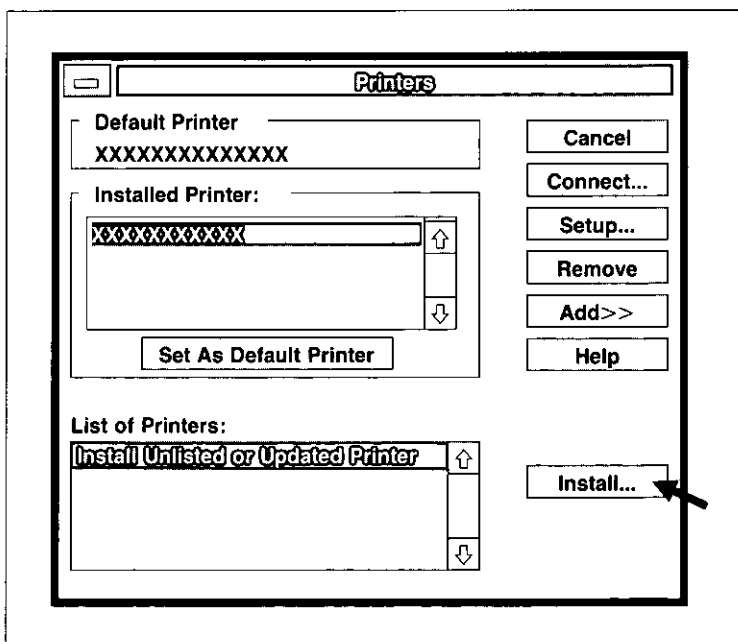 Printers
Default Printer
XXXXXXXXXXXXXX
Installed Printer:
XXXXXXXXXXXX
Set As Default Printer
Cancel
Connect...
Setup...
Remove
Add>>
Help
List of Printers:
Install Unlisted or Updated Printer
Install...